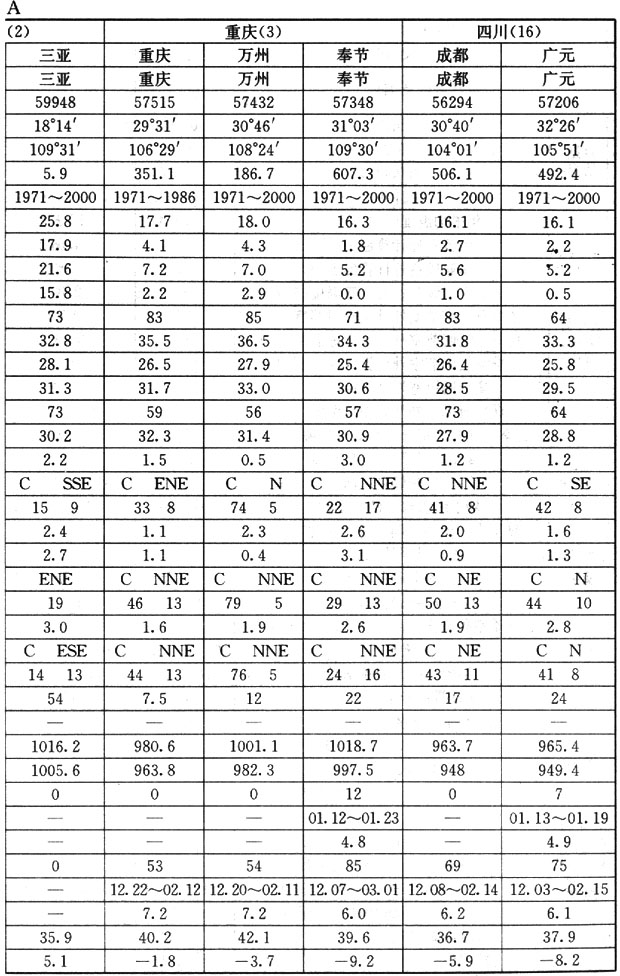 A
(2) 重庆(3) 四川(16)
三亚 重庆 万州 奉节 成都 广元
三亚 重庆 万州 奉节 成都 广元
59948 57515 57432 57348 56294 57206
18°14′ 29°31′ 30°46′ 31°03′ 30°40′ 32°26′
109°31′ 106°29′ 108°24′ 109°30′ 104°01′ 105°51′
5.9 351.1 186.7 607.3 506.1 492.4
1971～2000 1971～1986 1971～2000 1971～2000 1971～2000 1971～2000
25.8 17.7 18.0 16.3 16.1 16.1
17.9 4.1 4.3 1.8 2.7 2.2
21.6 7.2 7.0 5.2 5.6 5.2
15.8 2.2 2.9 0.0 1.0 0.5
73 83 85 71 83 64
32.8 35.5 36.5 34.3 31.8 33.3
28.1 26.5 27.9 25.4 26.4 25.8
31.3 31.7 33.0 30.6 28.5 29.5
73 59 56 57 73 64
30.2 32.3 31.4 30.9 27.9 28.8
2.2 1.5 0.5 3.0 1.2 1.2
C SSE C ENE C N C NNE C NNE C SE
15 9 33 8 74 5 22 17 41 8 42 8
2.4 1.1 2.3 2.6 2.0 1.6
2.7 1.1 0.4 3.1 0.9 1.3
ENE C NNE C NNE C NNE C NE C N
19 46 13 79 5 29 13 50 13 44 10
3.0 1.6 1.9 2.6 1.9 2.8
C ESE C NNE C NNE C NNE C NE C N
14 13 44 13 76 5 24 16 43 11 41 8
54 7.5 12 22 17 24
— — — — — —
1016.2 980.6 1001.1 1018.7 963.7 965.4
1005.6 963.8 982.3 997.5 948 949.4
0 0 0 12 0 7
— — — 01.12～01.23 — 01.13～01.19
— — — 4.8 — 4.9
0 53 54 85 69 75
— 12.22～02.12 12.20～02.11 12.07～03.01 12.08～02.14 12.03～02.15
— 7.2 7.2 6.0 6.2 6.1
35.9 40.2 42.1 39.6 36.7 37.9
5.1 −1.8 −3.7 −9.2 −5.9 −8.2